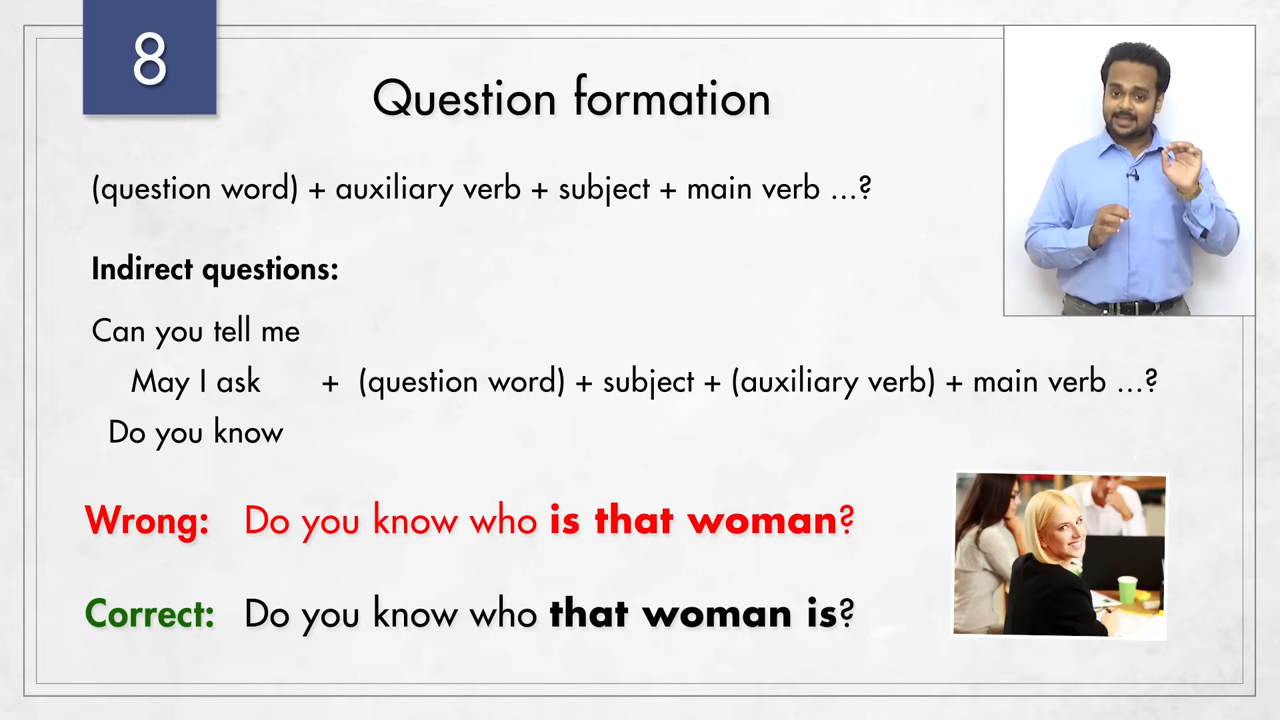 8
Question formation
(question word) + auxiliary verb + subject + main verb ...?
Indirect questions:
Can you tell me
May I ask + (question word) + subject + (auxiliary verb) + main verb ...?
Do you know
Wrong: Do you know who is that woman?
Correct: Do you know who that woman is?